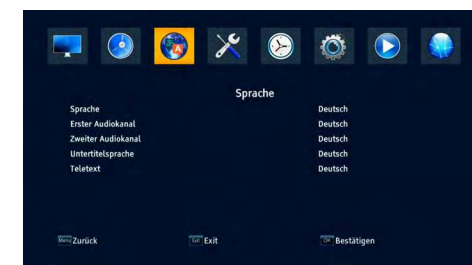 Sprache
Sprache Deutsch
Erster Audiokanal Deutsch
Zweiter Audiokanal Deutsch
Untertitelsprache Deutsch
Teletext Deutsch
Menu Zurück Exit Exit OK Bestätigen